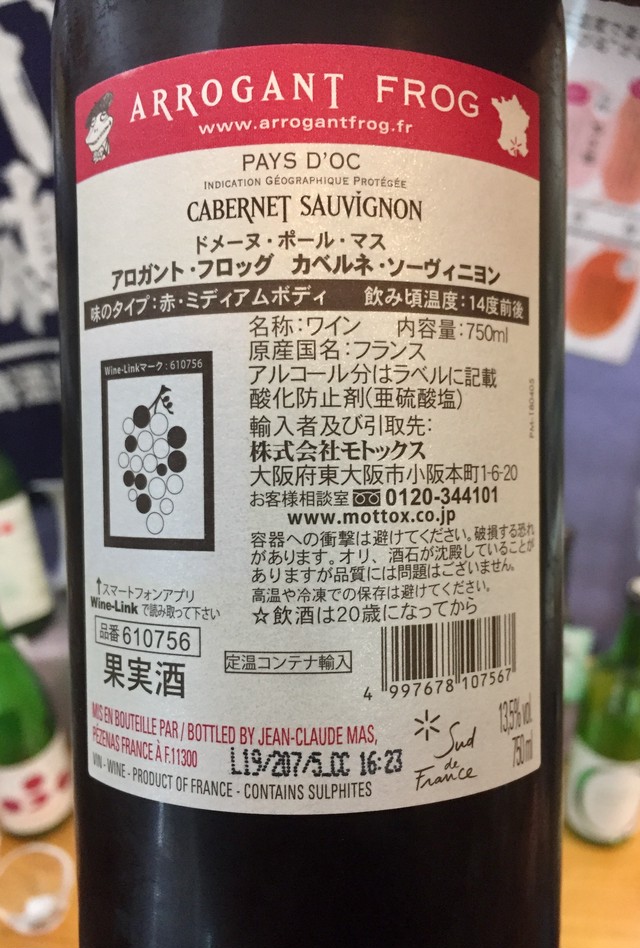 ARROGANT FROG
www.arrogantfrog.fr
PAYS D'OC
INDICATION GÉOGRAPHIQUE PROTÉGÉE
CABERNET SAUVIGNON
ドメーヌ・ポール・マス
アロガント・フロッグ カベルネ・ソーヴィニヨン
味のタイプ:赤・ミディアムボディ 飲み頃温度:14度前後
名称:ワイン 内容量:750ml
原産国名:フランス
アルコール分はラベルに記載
酸化防止剤(亜硫酸塩)
輸入者及び引取先:
株式会社モトックス
大阪府東大阪市小阪本町1-6-20
お客様相談室 0120-344101
www.mottox.co.jp
容器への衝撃は避けてください。破損する恐れ
があります。オリ、酒石が沈殿していることが
ありますが品質には問題はございません。
高温や冷凍での保存は避けてください。
☆飲酒は20歳になってから
Wine-Linkマーク:610756
↑スマートフォンアプリ
Wine-Linkで読み取って下さい
品番610756
果実酒
定温コンテナ輸入
4 997678 107567
PM-180403
MIS EN BOUTEILLE PAR / BOTTLED BY JEAN-CLAUDE MAS,
PÉZENAS FRANCE À F.11300
L19/207/5_OC 16:23
VIN - WINE - PRODUCT OF FRANCE - CONTAINS SULPHITES
Sud
de
France
13,5% vol.
750 ml